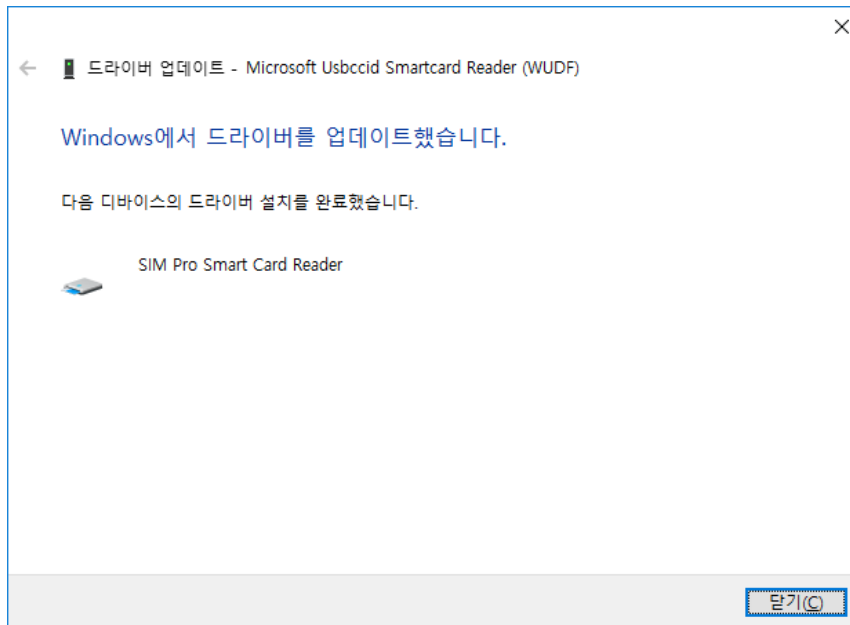 드라이버 업데이트 - Microsoft Usbccid Smartcard Reader (WUDF)
Windows에서 드라이버를 업데이트했습니다.
다음 디바이스의 드라이버 설치를 완료했습니다.
SIM Pro Smart Card Reader
닫기(C)